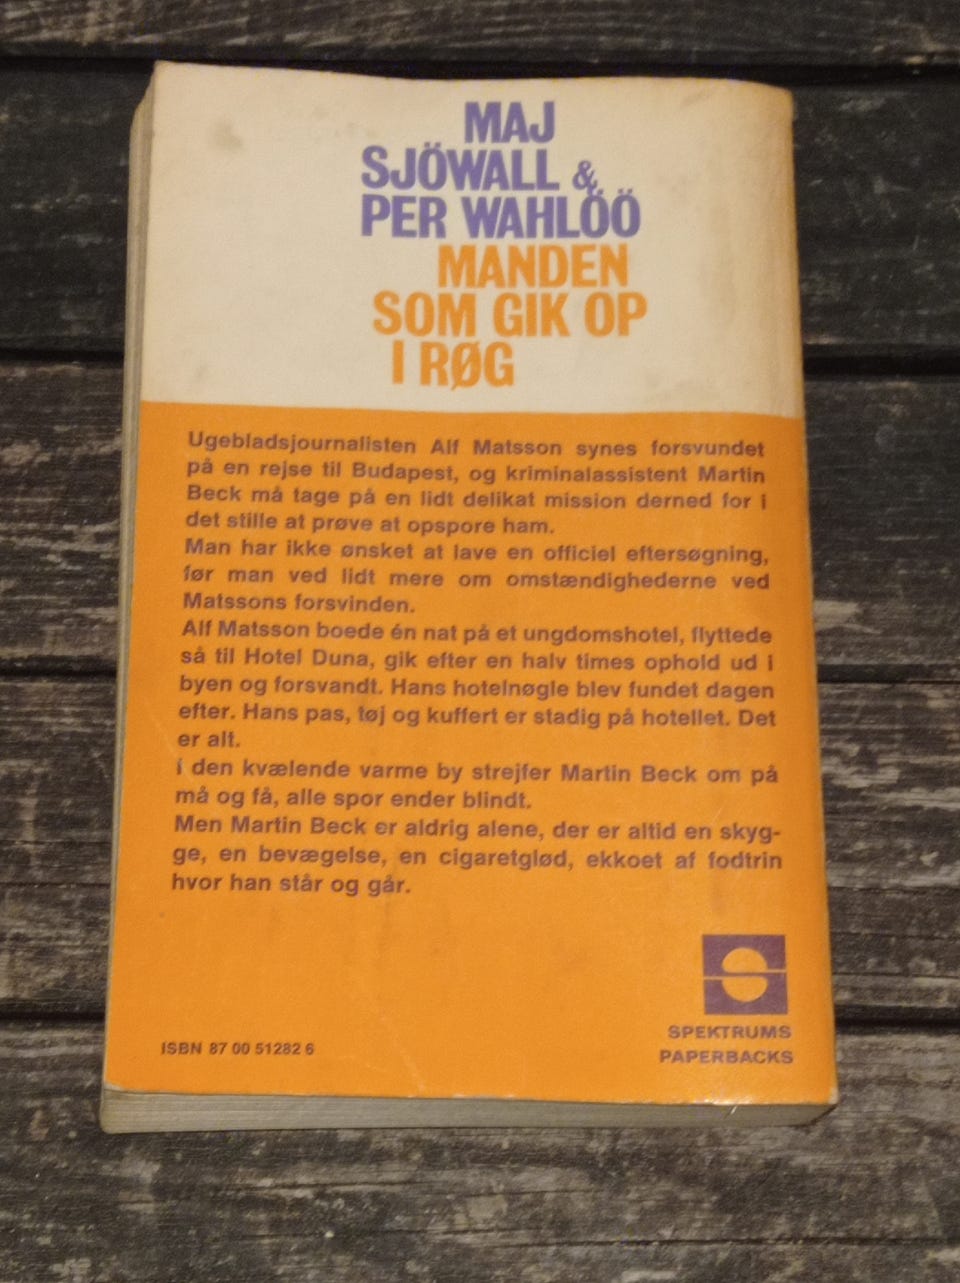 MAJ
SJÖWALL &
PER WAHLÖÖ
MANDEN
SOM GIK OP
I RØG
Ugebladsjournalisten Alf Matsson synes forsvundet
på en rejse til Budapest, og kriminalassistent Martin
Beck må tage på en lidt delikat mission derned for i
det stille at prøve at opspore ham.
Man har ikke ønsket at lave en officiel eftersøgning,
før man ved lidt mere om omstændighederne ved
Matssons forsvinden.
Alf Matsson boede én nat på et ungdomshotel, flyttede
så til Hotel Duna, gik efter en halv times ophold ud i
byen og forsvandt. Hans hotelnøgle blev fundet dagen
efter. Hans pas, tøj og kuffert er stadig på hotellet. Det
er alt.
I den kvælende varme by strejfer Martin Beck om på
må og få, alle spor ender blindt.
Men Martin Beck er aldrig alene, der er altid en skyg-
ge, en bevægelse, en cigaretglød, ekkoet af fodtrin
hvor han står og går.
SPEKTRUMS
PAPERBACKS
ISBN 87 00 51282 6